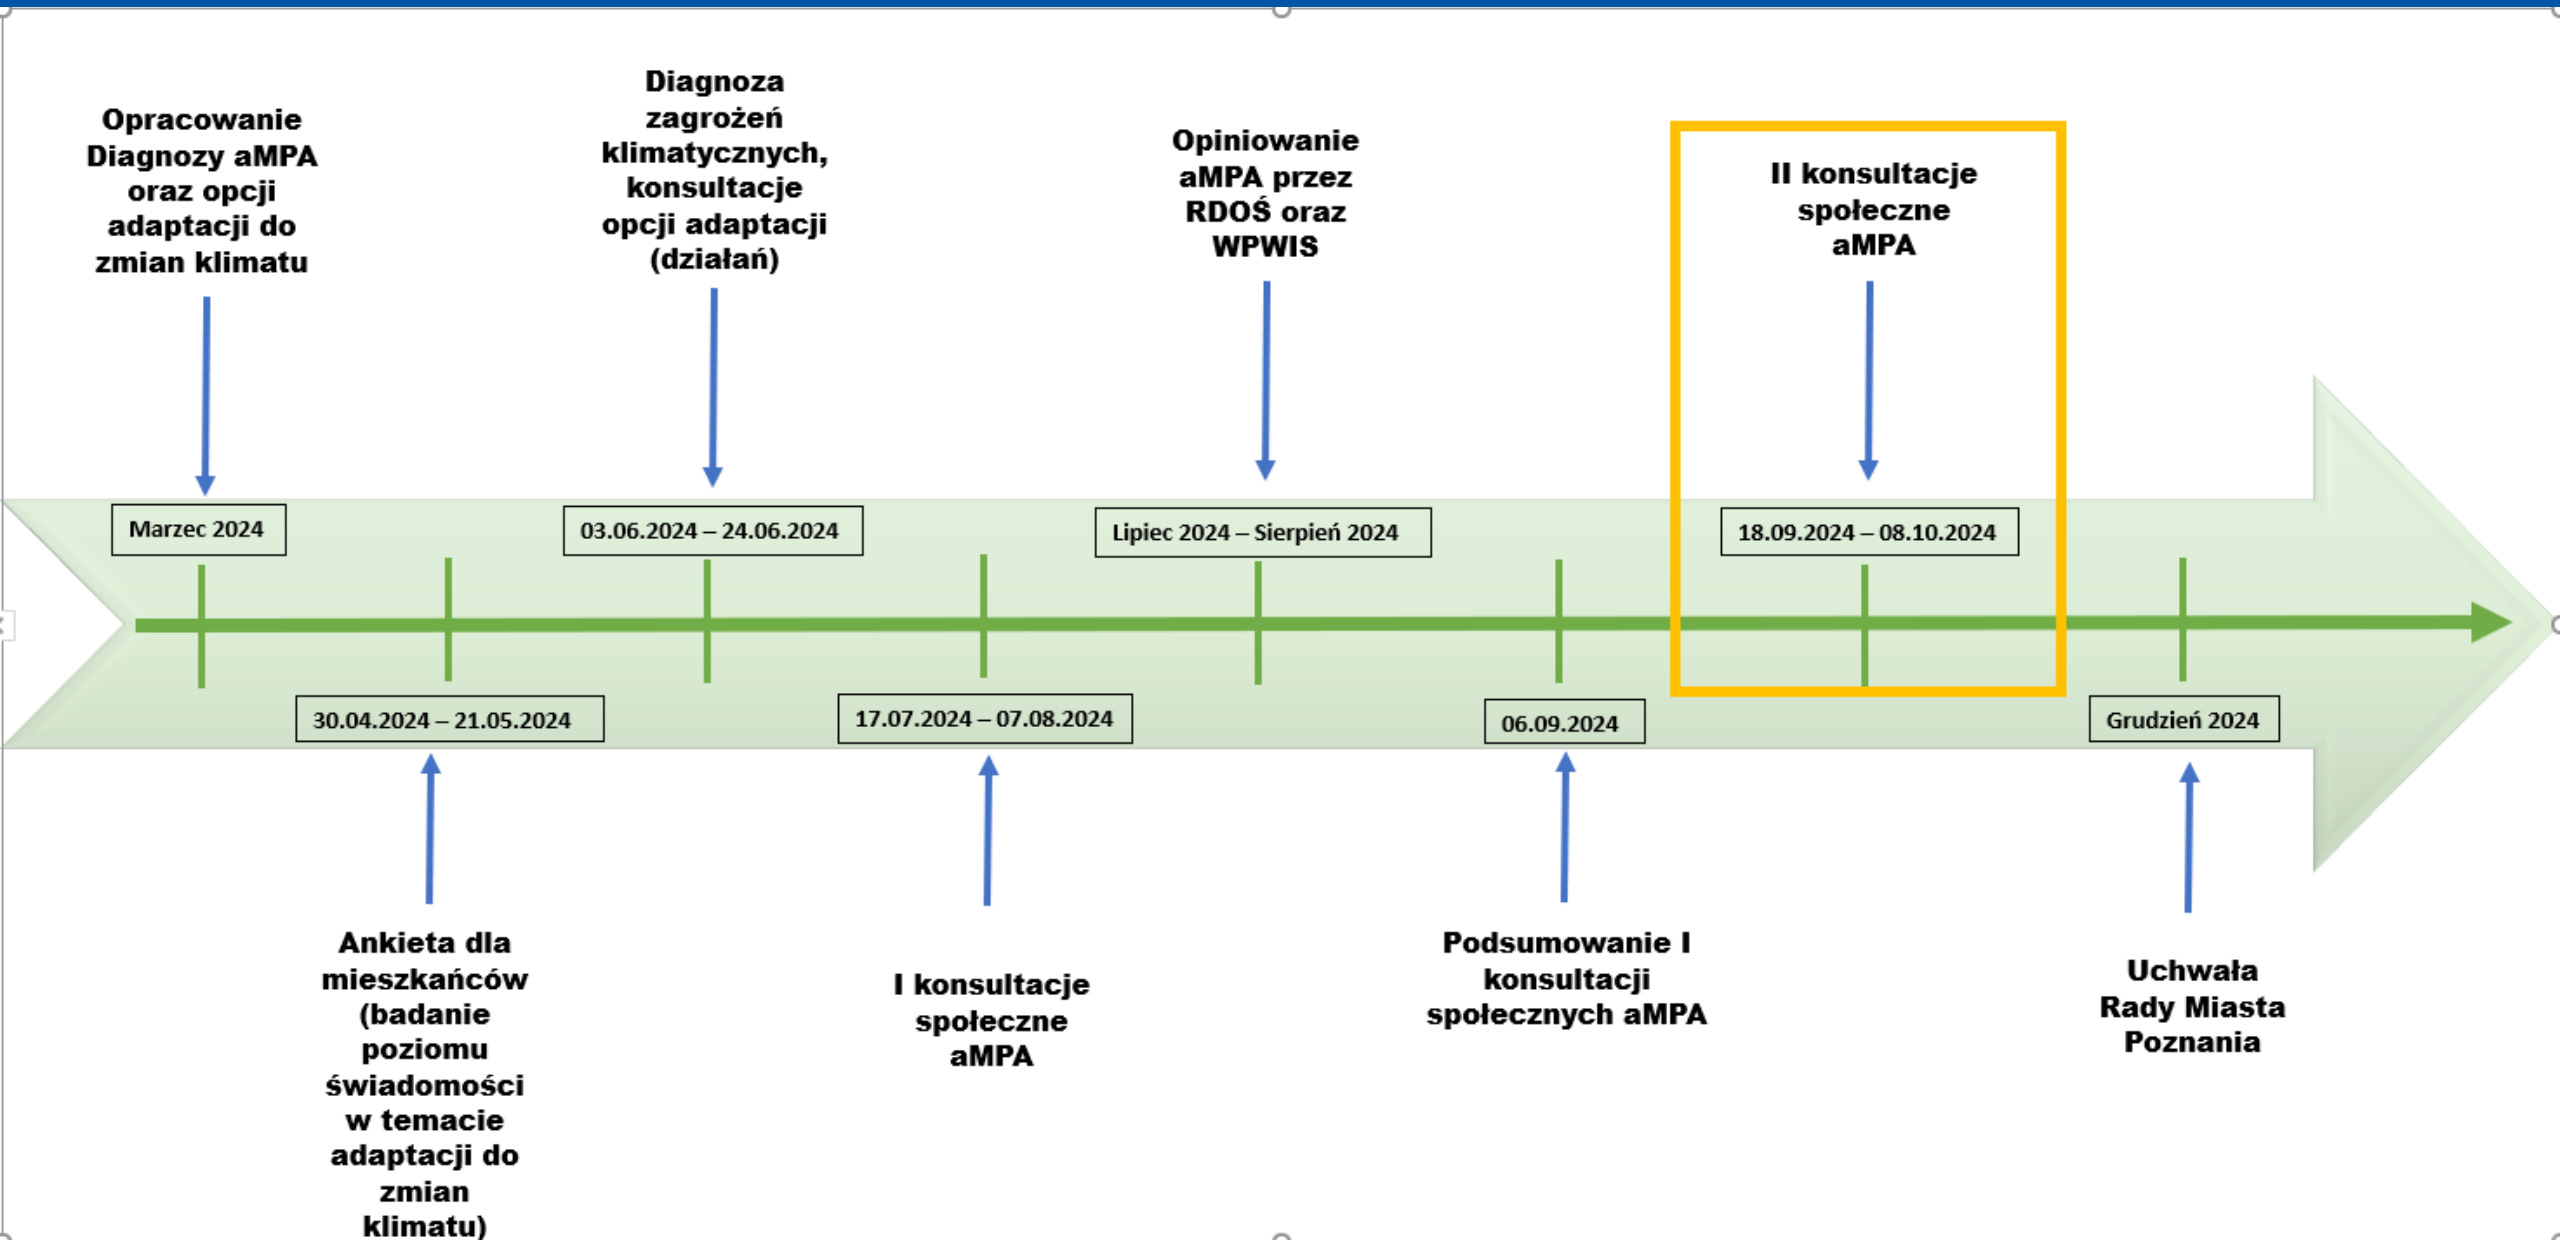 Opracowanie
Diagnozy aMPA
oraz opcji
adaptacji do
zmian klimatu
Diagnoza
zagrożeń
klimatycznych,
konsultacje
opcji adaptacji
(działań)
Opiniowanie
aMPA przez
RDOŚ oraz
WPWIS
II konsultacje
społeczne
aMPA
Marzec 2024
03.06.2024 – 24.06.2024
Lipiec 2024 – Sierpień 2024
18.09.2024 – 08.10.2024
30.04.2024 – 21.05.2024
17.07.2024 – 07.08.2024
06.09.2024
Grudzień 2024
Ankieta dla
mieszkańców
(badanie
poziomu
świadomości
w temacie
adaptacji do
zmian
klimatu)
I konsultacje
społeczne
aMPA
Podsumowanie I
konsultacji
społecznych aMPA
Uchwała
Rady Miasta
Poznania